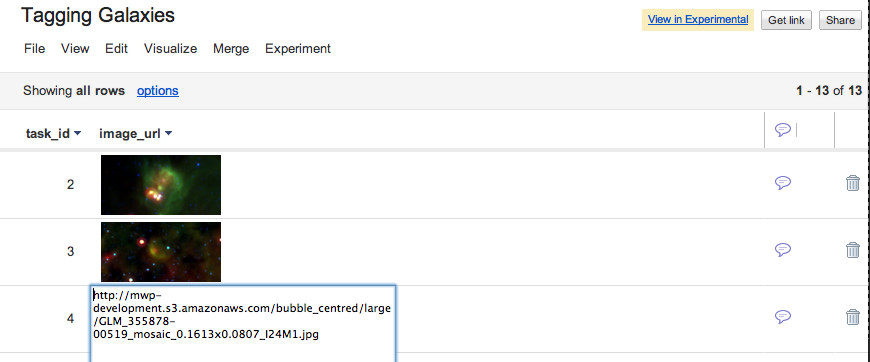 Tagging Galaxies
View in Experimental
Get link
Share
File View Edit Visualize Merge Experiment
Showing all rows options
1 - 13 of 13
task_id image_url
2
3
4
http://mwp-
development.s3.amazonaws.com/bubble_centred/large
/GLM_355878-
00519_mosaic_0.1613x0.0807_I24M1.jpg